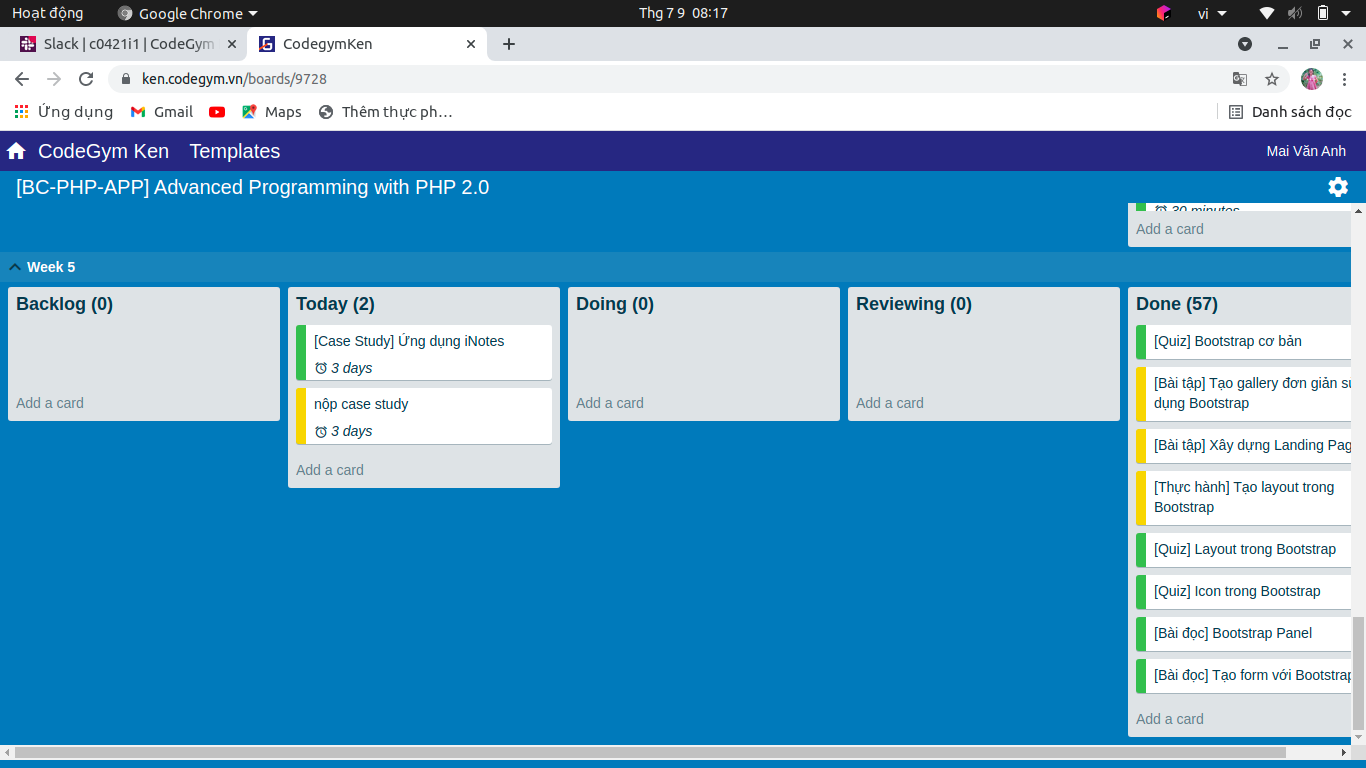 Hoạt động
Google Chrome
Thg 7 9 08:17
vi
Slack | c0421i1 | CodeGym
CodegymKen
ken.codegym.vn/boards/9728
Ứng dụng
Gmail
Maps
Thêm thực ph…
Danh sách đọc
CodeGym Ken
Templates
Mai Văn Anh
[BC-PHP-APP] Advanced Programming with PHP 2.0
30 minutes
Add a card
Week 5
Backlog (0)
Add a card
Today (2)
[Case Study] Ứng dụng iNotes
3 days
nộp case study
3 days
Add a card
Doing (0)
Add a card
Reviewing (0)
Add a card
Done (57)
[Quiz] Bootstrap cơ bản
[Bài tập] Tạo gallery đơn giản sử
dụng Bootstrap
[Bài tập] Xây dựng Landing Pag
[Thực hành] Tạo layout trong
Bootstrap
[Quiz] Layout trong Bootstrap
[Quiz] Icon trong Bootstrap
[Bài đọc] Bootstrap Panel
[Bài đọc] Tạo form với Bootstrap
Add a card